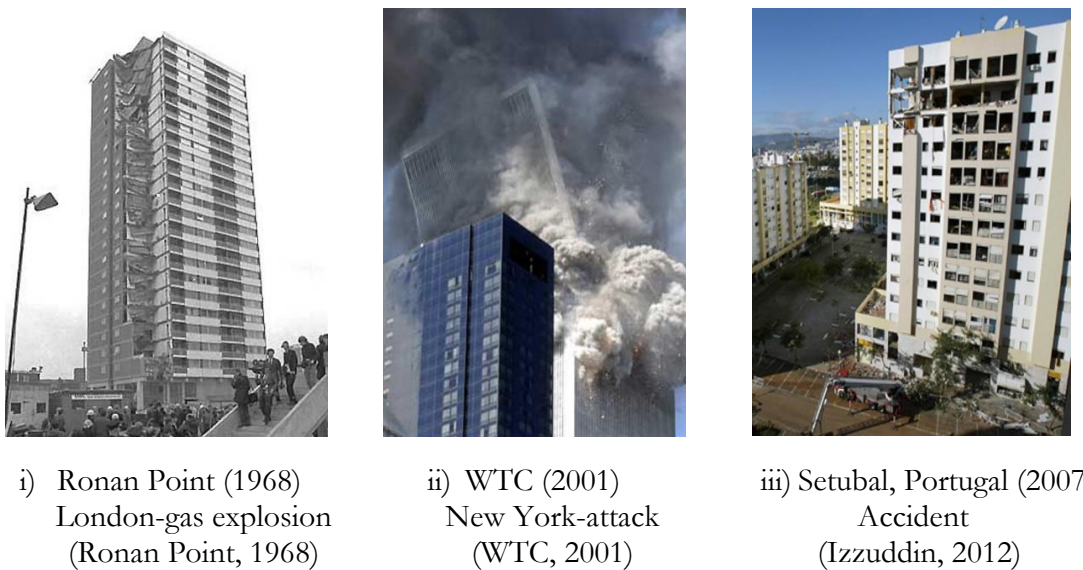 i) Ronan Point (1968)
London-gas explosion
(Ronan Point, 1968)
ii) WTC (2001)
New York-attack
(WTC, 2001)
iii) Setubal, Portugal (2007
Accident
(Izzuddin, 2012)